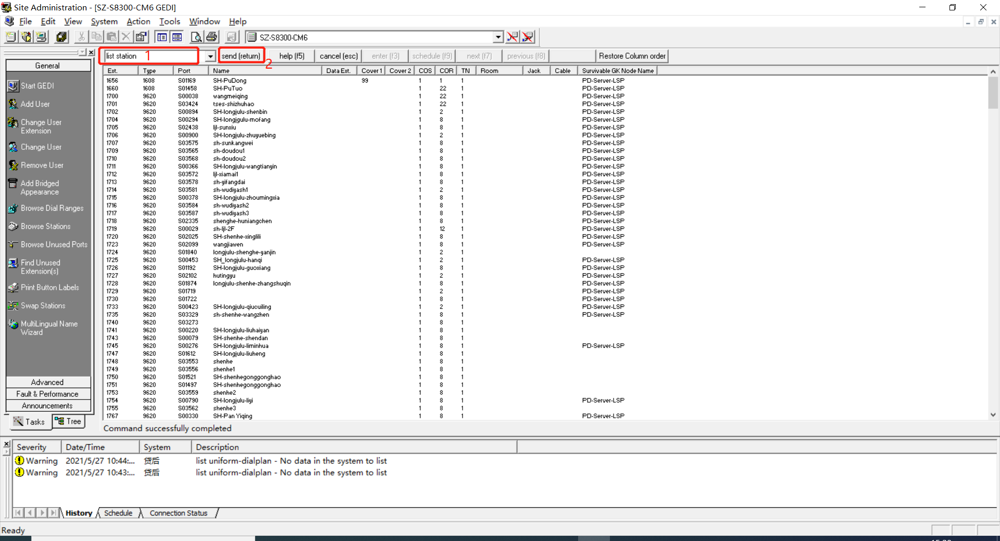 Site Administration - [SZ-S8300-CM6 GEDI]
File Edit View System Action Tools Window Help
SZ-S8300-CM6
list station 1 send (return) 2 help (f5) cancel (esc) enter (f3) schedule (f9) next (f7) previous (f8) Restore Column order
General
Start GEDI
Add User
Change User
Extension
Change User
Remove User
Add Bridged
Appearance
Browse Dial Ranges
Browse Stations
Browse Unused Ports
Find Unused
Extension(s)
Print Button Labels
Swap Stations
MultiLingual Name
Wizard
Advanced
Fault & Performance
Announcements
Tasks Tree
Ext. Type Port Name Data Ext. Cover 1 Cover 2 COS COR TN Room Jack Cable Survivable GK Node Name
1656 1608 S01169 SH-PuDong 99 1 1 1 PD-Server-LSP
1660 1608 S01458 SH-PuTuo 1 22 1 PD-Server-LSP
1700 9620 S00038 wangmeiqing 1 22 1 PD-Server-LSP
1701 9620 S03424 tses-shizhuhao 1 22 1 PD-Server-LSP
1702 9620 S00894 SH-longjulu-shenbin 1 2 1 PD-Server-LSP
1704 9620 S00294 SH-longjgulu-mofang 1 8 1 PD-Server-LSP
1705 9620 S02438 ljl-sunxiu 1 8 1 PD-Server-LSP
1706 9620 S00900 SH-longjulu-zhuyuebing 1 2 1 PD-Server-LSP
1707 9620 S03575 sh-sunkangwei 1 8 1 PD-Server-LSP
1709 9620 S03565 sh-doudou1 1 8 1 PD-Server-LSP
1710 9620 S03568 sh-doudou2 1 8 1 PD-Server-LSP
1711 9620 S00366 SH-longjulu-wangtianyin 1 8 1 PD-Server-LSP
1712 9620 S03572 ljl-xiamai1 1 8 1 PD-Server-LSP
1713 9620 S03578 sh-yifangdai 1 8 1 PD-Server-LSP
1714 9620 S03581 sh-wudiyash1 1 2 1 PD-Server-LSP
1715 9620 S00378 SH-longjulu-zhoumingxia 1 8 1 PD-Server-LSP
1716 9620 S03584 sh-wudiyash2 1 8 1 PD-Server-LSP
1717 9620 S03587 sh-wudiyash3 1 8 1 PD-Server-LSP
1718 9620 S02335 shenghe-huniangchen 1 8 1 PD-Server-LSP
1719 9620 S00029 sh-ljl-2F 1 12 1 PD-Server-LSP
1720 9620 S02025 SH-shenhe-xinglili 1 8 1 PD-Server-LSP
1723 9620 S02099 wangjiawen 1 8 1 PD-Server-LSP
1724 9620 S01840 longjulu-shenghe-yanjin 1 2 1
1725 9620 S00453 SH_longjulu-hanqi 1 2 1 PD-Server-LSP
1726 9620 S01192 SH-longjulu-guoxiang 1 8 1 PD-Server-LSP
1727 9620 S02102 hutingyu 1 2 1 PD-Server-LSP
1728 9620 S01874 longjulu-shenhe-zhangshuqin 1 8 1 PD-Server-LSP
1729 9620 S01719 1 2 1 PD-Server-LSP
1730 9620 S01722 1 8 1 PD-Server-LSP
1733 9620 S00423 SH-longjulu-qiucuiling 1 2 1 PD-Server-LSP
1735 9620 S03329 sh-shenhe-wangzhen 1 8 1 PD-Server-LSP
1740 9620 S03273 1 8 1
1741 9620 S00220 SH-longjulu-liuhaiyan 1 8 1
1743 9620 S00079 SH-shenhe-shendan 1 8 1
1745 9620 S00276 SH-longjulu-liminhua 1 8 1 PD-Server-LSP
1747 9620 S01612 SH-longjulu-liuheng 1 8 1
1748 9620 S03553 shenhe 1 8 1
1749 9620 S03556 shenhe1 1 8 1
1750 9620 S01521 SH-shenhegonggonghao 1 8 1
1751 9620 S01497 SH-shenhegonggonghao 1 8 1
1753 9620 S03559 shenhe2 1 8 1
1754 9620 S00790 SH-longjulu-liyi 1 8 1 PD-Server-LSP
1755 9620 S03562 shenhe3 1 8 1
1767 9620 S00330 SH-Pan Yiqing 1 8 1 PD-Server-LSP
Command successfully completed
Severity Date/Time System Description
Warning 2021/5/27 10:44:... 贷后 list uniform-dialplan - No data in the system to list
Warning 2021/5/27 10:43:... 贷后 list uniform-dialplan - No data in the system to list
History Schedule Connection Status
Ready